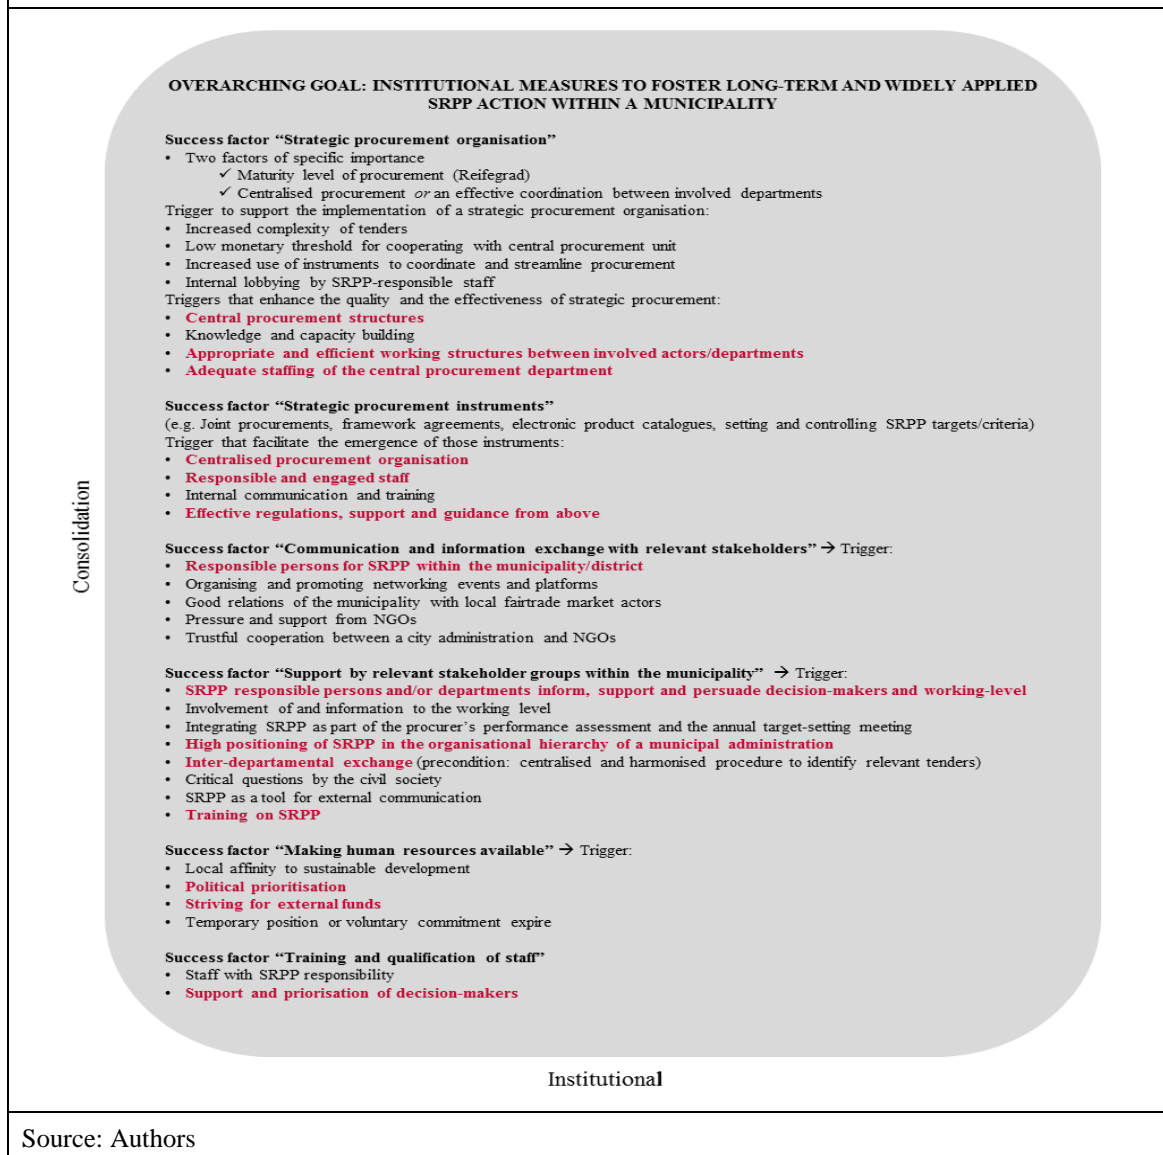 OVERARCHING GOAL: INSTITUTIONAL MEASURES TO FOSTER LONG-TERM AND WIDELY APPLIED
SRPP ACTION WITHIN A MUNICIPALITY
Success factor “Strategic procurement organisation”
• Two factors of specific importance
✓ Maturity level of procurement (Reifegrad)
✓ Centralised procurement or an effective coordination between involved departments
Trigger to support the implementation of a strategic procurement organisation:
• Increased complexity of tenders
• Low monetary threshold for cooperating with central procurement unit
• Increased use of instruments to coordinate and streamline procurement
• Internal lobbying by SRPP-responsible staff
Triggers that enhance the quality and the effectiveness of strategic procurement:
• Central procurement structures
• Knowledge and capacity building
• Appropriate and efficient working structures between involved actors/departments
• Adequate staffing of the central procurement department
Success factor “Strategic procurement instruments”
(e.g. Joint procurements, framework agreements, electronic product catalogues, setting and controlling SRPP targets/criteria)
Trigger that facilitate the emergence of those instruments:
• Centralised procurement organisation
• Responsible and engaged staff
• Internal communication and training
• Effective regulations, support and guidance from above
Success factor “Communication and information exchange with relevant stakeholders” → Trigger:
• Responsible persons for SRPP within the municipality/district
• Organising and promoting networking events and platforms
• Good relations of the municipality with local fairtrade market actors
• Pressure and support from NGOs
• Trustful cooperation between a city administration and NGOs
Success factor “Support by relevant stakeholder groups within the municipality” → Trigger:
• SRPP responsible persons and/or departments inform, support and persuade decision-makers and working-level
• Involvement of and information to the working level
• Integrating SRPP as part of the procurer’s performance assessment and the annual target-setting meeting
• High positioning of SRPP in the organisational hierarchy of a municipal administration
• Inter-departamental exchange (precondition: centralised and harmonised procedure to identify relevant tenders)
• Critical questions by the civil society
• SRPP as a tool for external communication
• Training on SRPP
Success factor “Making human resources available” → Trigger:
• Local affinity to sustainable development
• Political prioritisation
• Striving for external funds
• Temporary position or voluntary commitment expire
Success factor “Training and qualification of staff”
• Staff with SRPP responsibility
• Support and priorisation of decision-makers
Consolidation
Institutional
Source: Authors